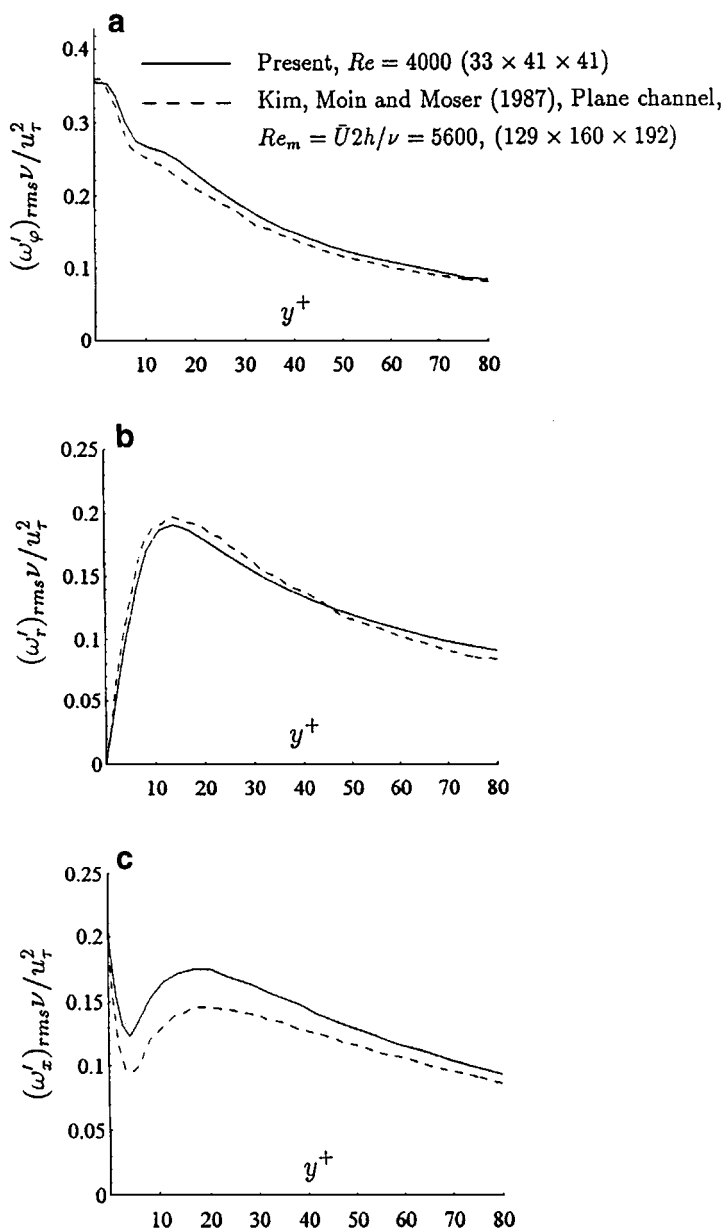 a
0.4
Present, Re = 4000 (33 × 41 × 41)
Kim, Moin and Moser (1987), Plane channel,
Re_m = Ū2h/ν = 5600, (129 × 160 × 192)
0.3
0.2
0.1
0
(ω′_φ)_rms ν/u_τ^2
y^+
10 20 30 40 50 60 70 80
b
0.25
0.2
0.15
0.1
0.05
0
(ω′_r)_rms ν/u_τ^2
y^+
10 20 30 40 50 60 70 80
c
0.25
0.2
0.15
0.1
0.05
0
(ω′_x)_rms ν/u_τ^2
y^+
10 20 30 40 50 60 70 80